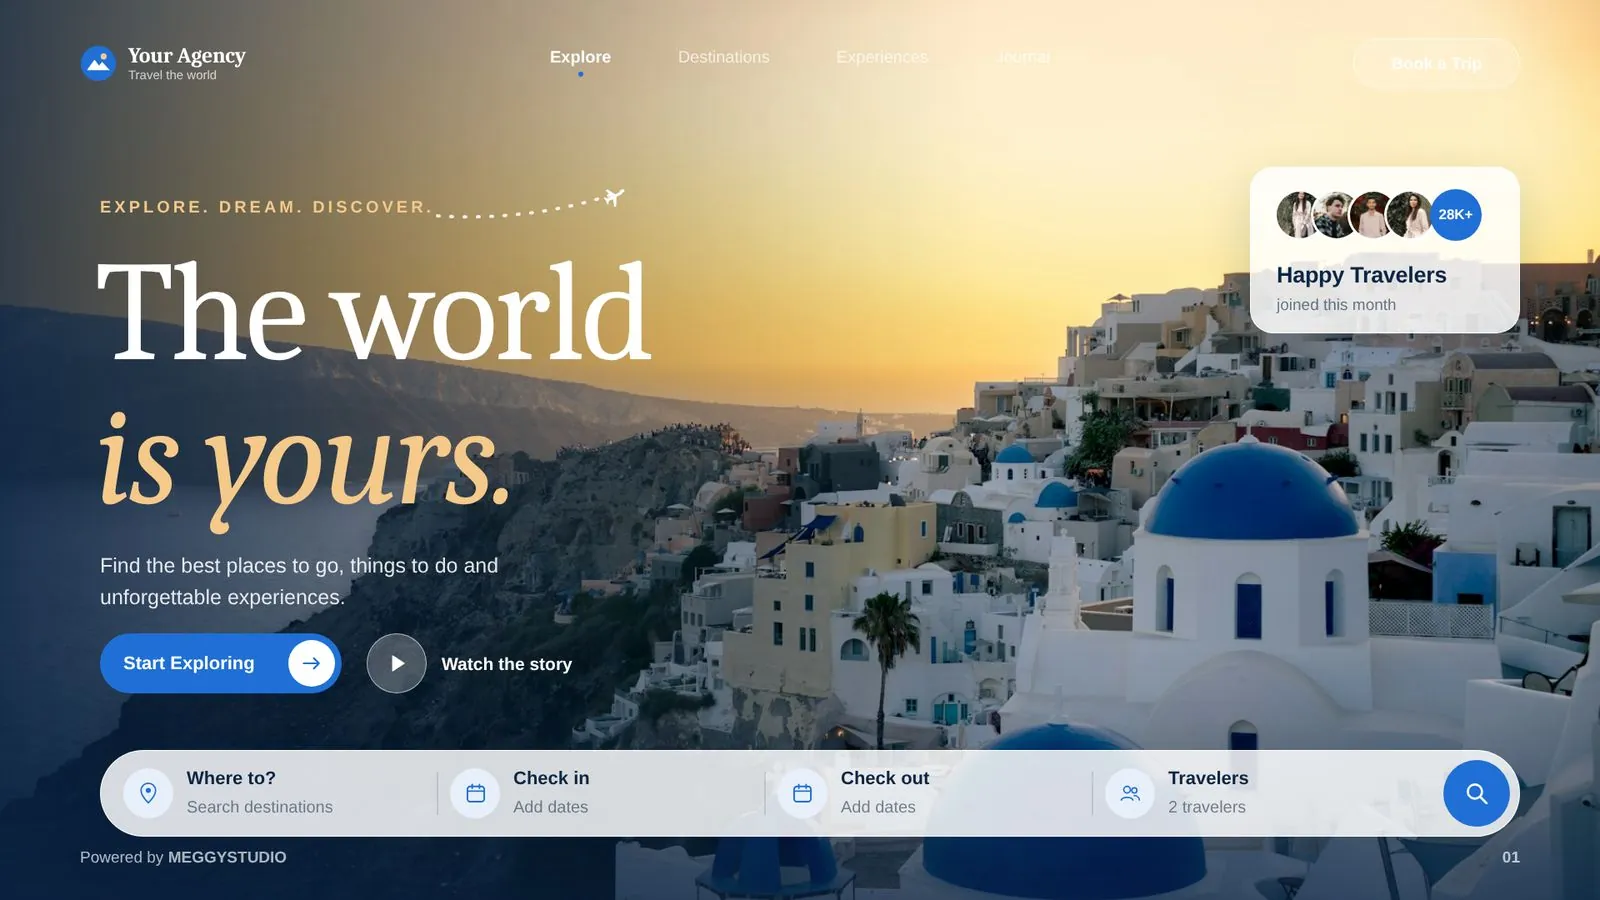 Your Agency
Travel the world
Explore
Destinations
Experiences
Journal
Book a Trip
EXPLORE. DREAM. DISCOVER.
28K+
Happy Travelers
joined this month
The world
is yours.
Find the best places to go, things to do and
unforgettable experiences.
Start Exploring
Watch the story
Where to?
Search destinations
Check in
Add dates
Check out
Add dates
Travelers
2 travelers
Powered by MEGGYSTUDIO
01